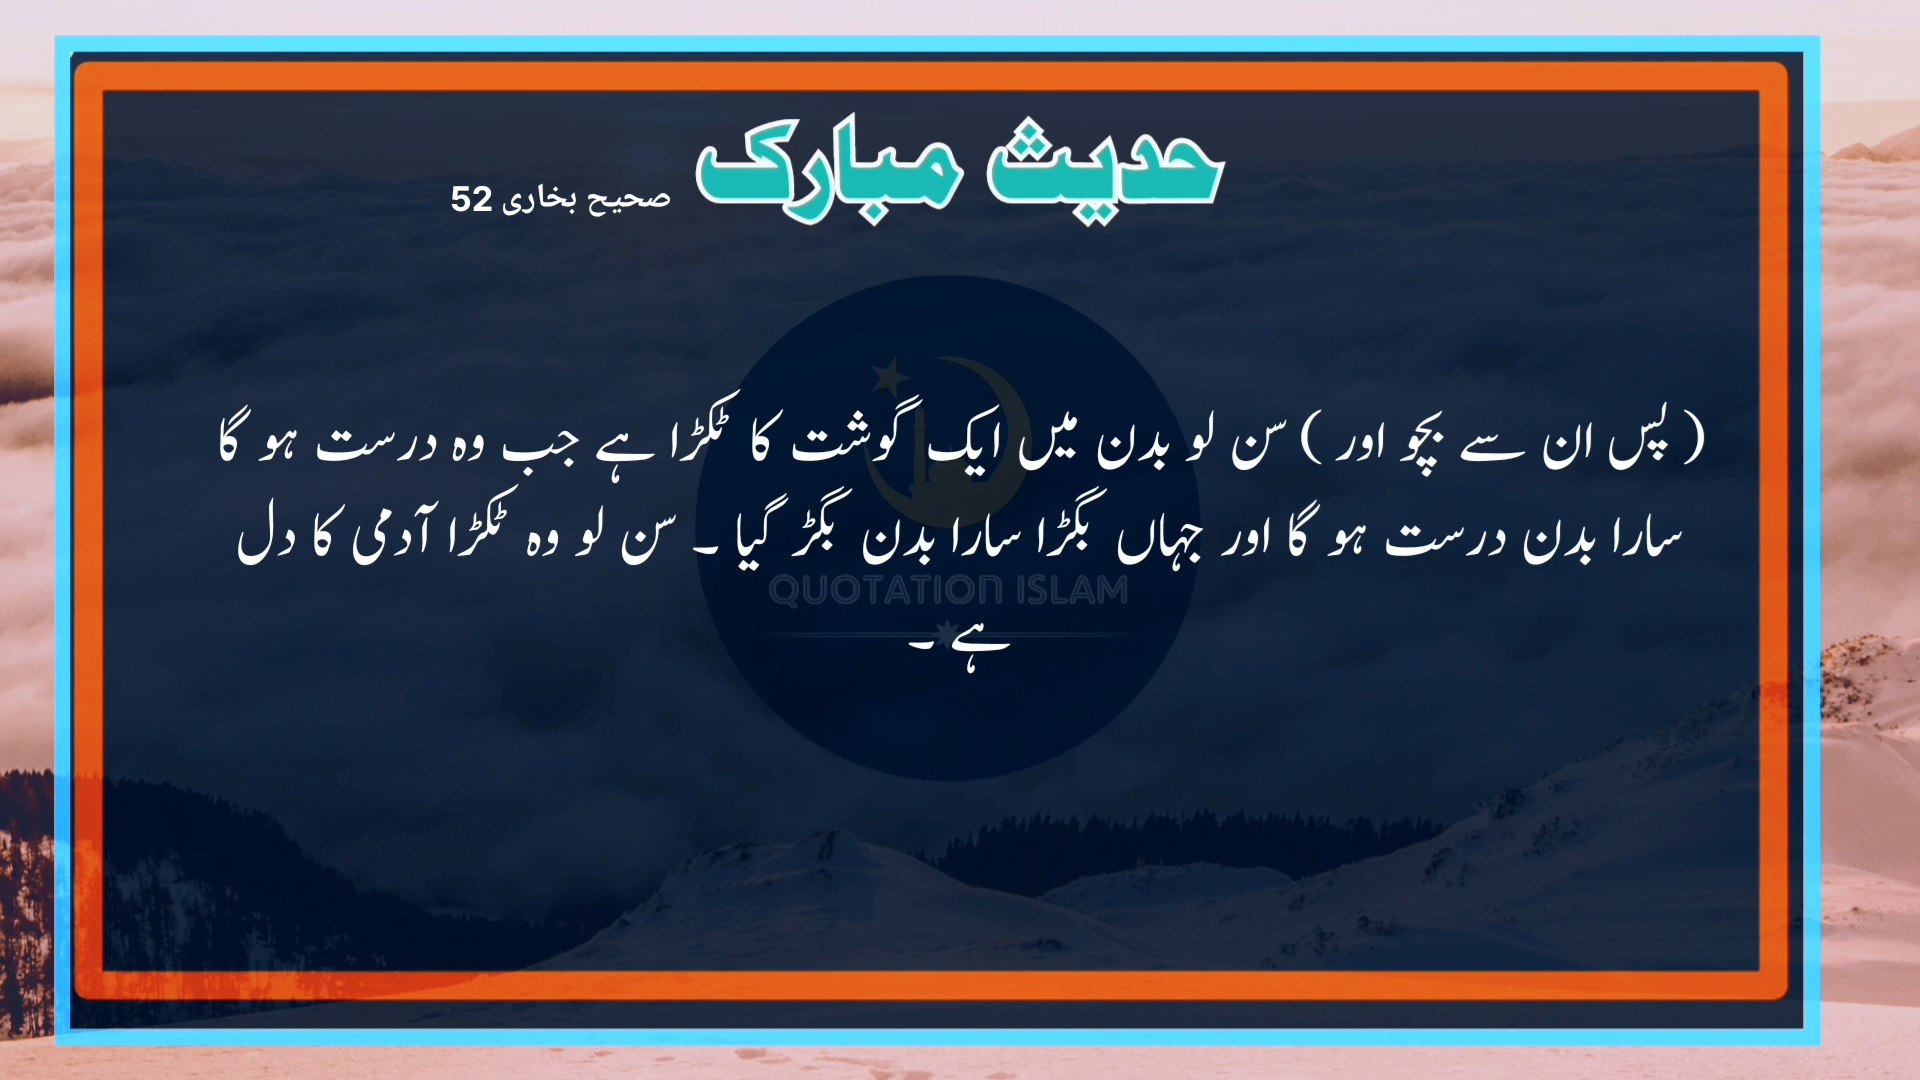 حدیث مبارک صحیح بخاری 52
( پس ان سے بچو اور ) سن لو بدن میں ایک گوشت کا ٹکڑا ہے جب وہ درست ہو گا
سارا بدن درست ہو گا اور جہاں بگڑا سارا بدن بگڑ گیا ۔ سن لو وہ ٹکڑا آدمی کا دل
QUOTATION ISLAM
ہے ۔